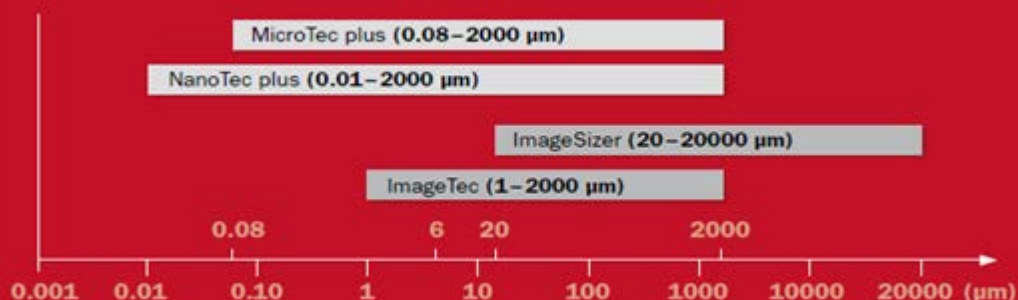 MicroTec plus (0.08–2000 µm)
NanoTec plus (0.01–2000 µm)
ImageSizer (20–20000 µm)
ImageTec (1–2000 µm)
0.08 6 20 2000
0.001 0.01 0.10 1 10 100 1000 10000 20000 (µm)